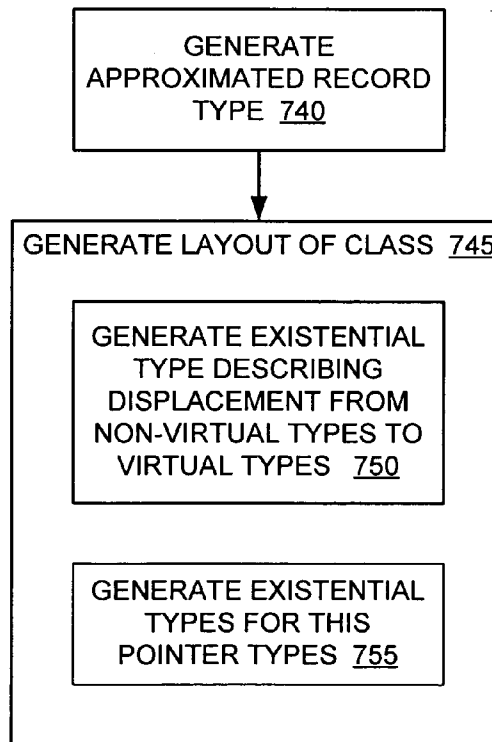 GENERATE
APPROXIMATED RECORD
TYPE 740
GENERATE LAYOUT OF CLASS 745
GENERATE EXISTENTIAL
TYPE DESCRIBING
DISPLACEMENT FROM
NON-VIRTUAL TYPES TO
VIRTUAL TYPES 750
GENERATE EXISTENTIAL
TYPES FOR THIS
POINTER TYPES 755